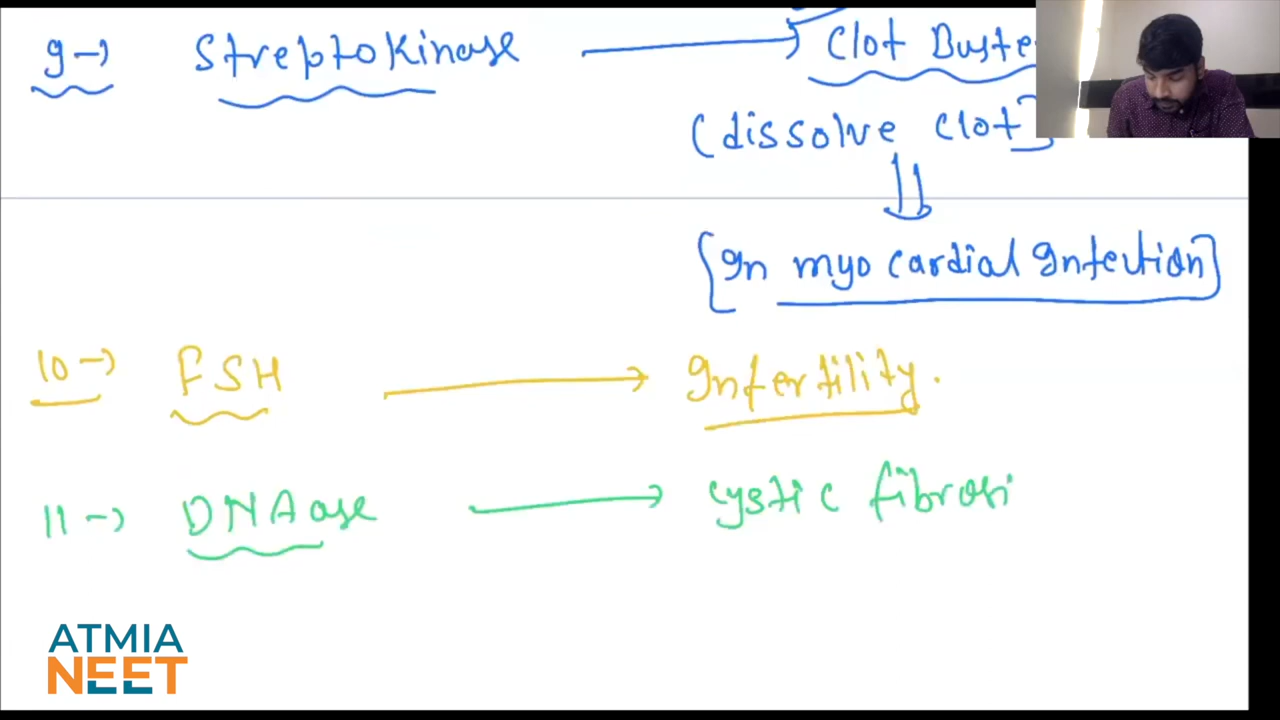 9→ Streptokinase → Clot Buste
(dissolve clot]
[In myo cardial Infection]
10→ FSH → Infertility.
11→ DNAase → cystic fibrosi
ATMIA
NEET